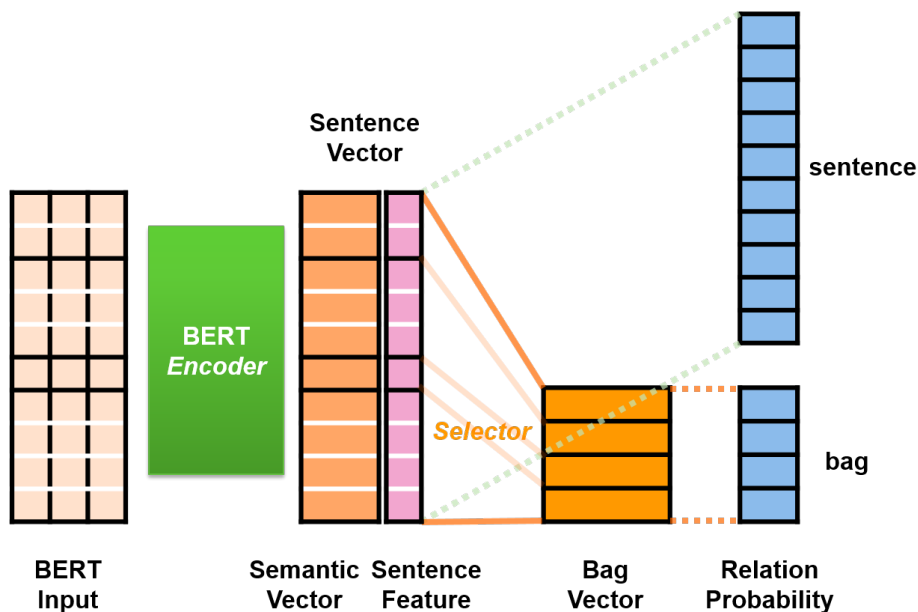 Sentence
Vector
sentence
BERT
Encoder
Selector
bag
BERT
Input
Semantic
Vector
Sentence
Feature
Bag
Vector
Relation
Probability